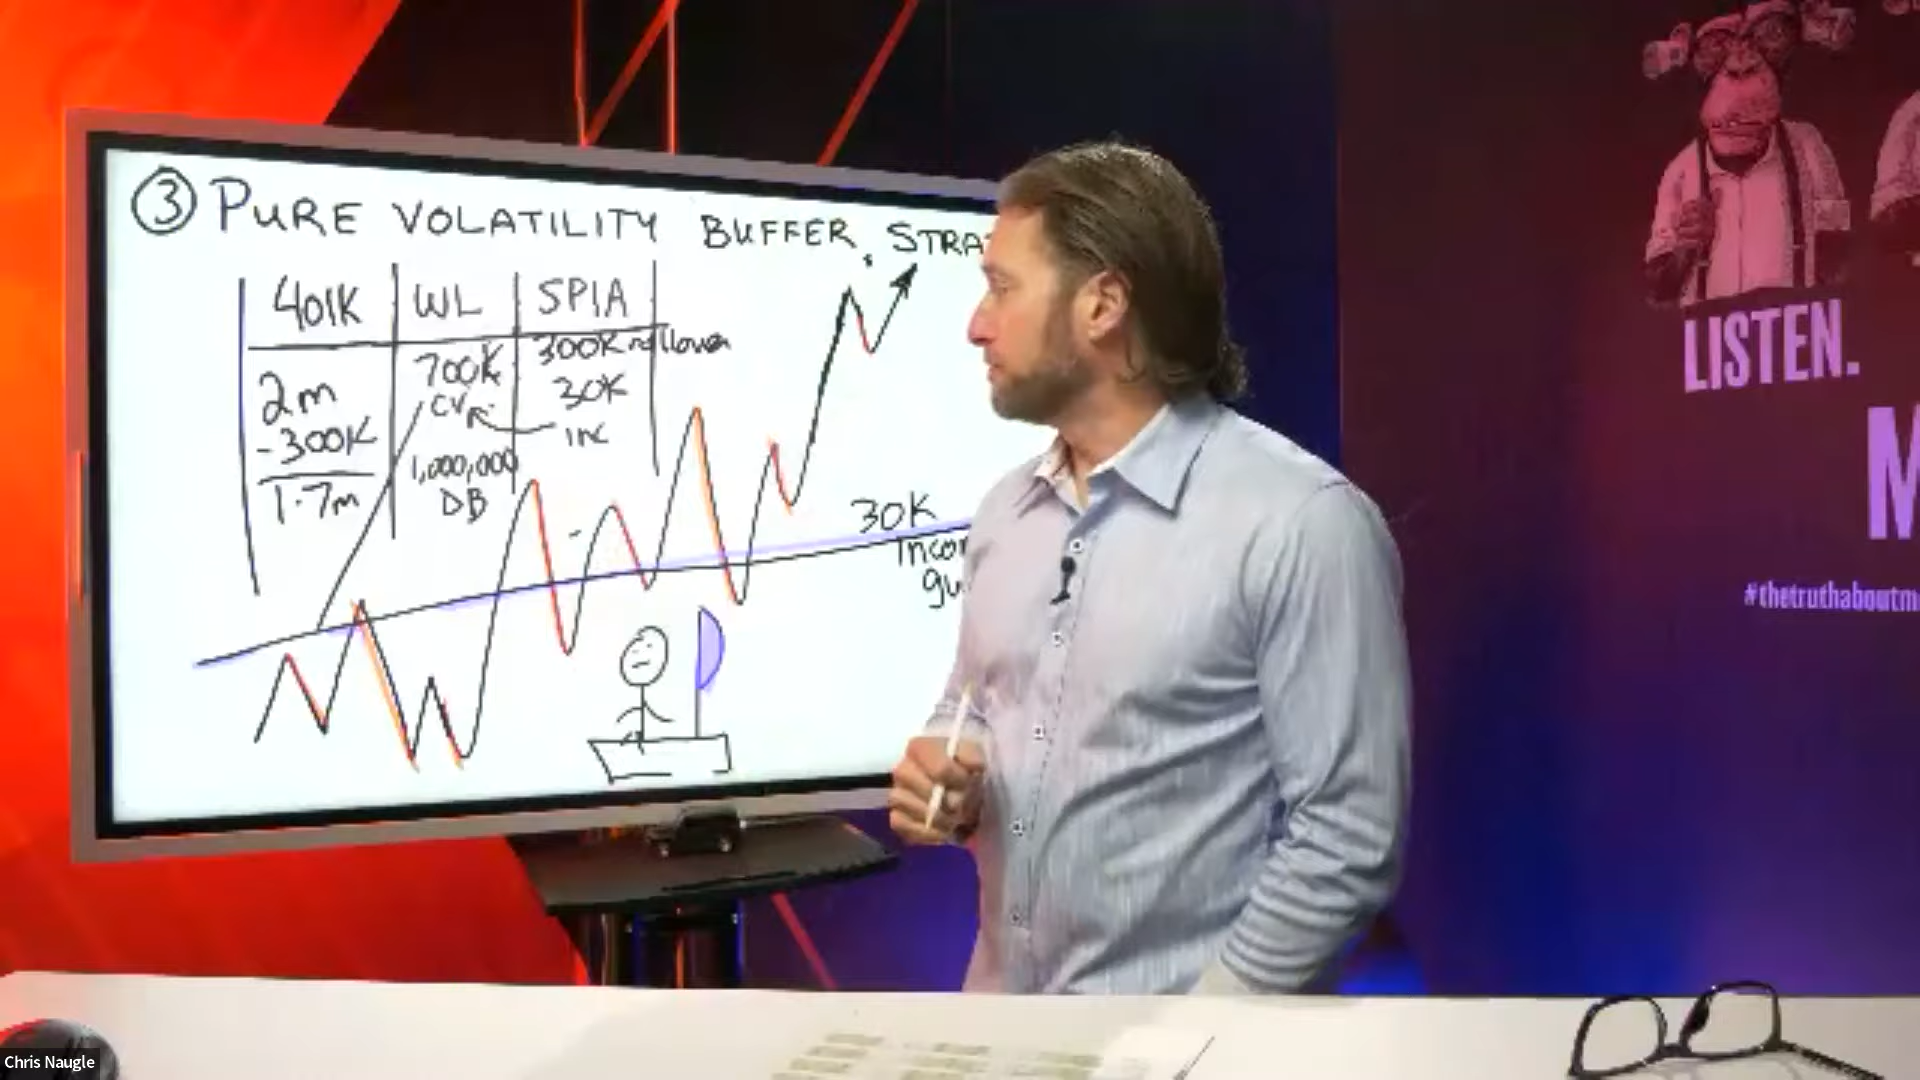 ③ PURE VOLATILITY BUFFER STRA
401K WL SPIA
2m
-300K
1.7m
700K
CV
1,000,000
DB
300K rollover
30K
inc
30K
Incom
gu
LISTEN.
M
#thetruthaboutm
Chris Naugle